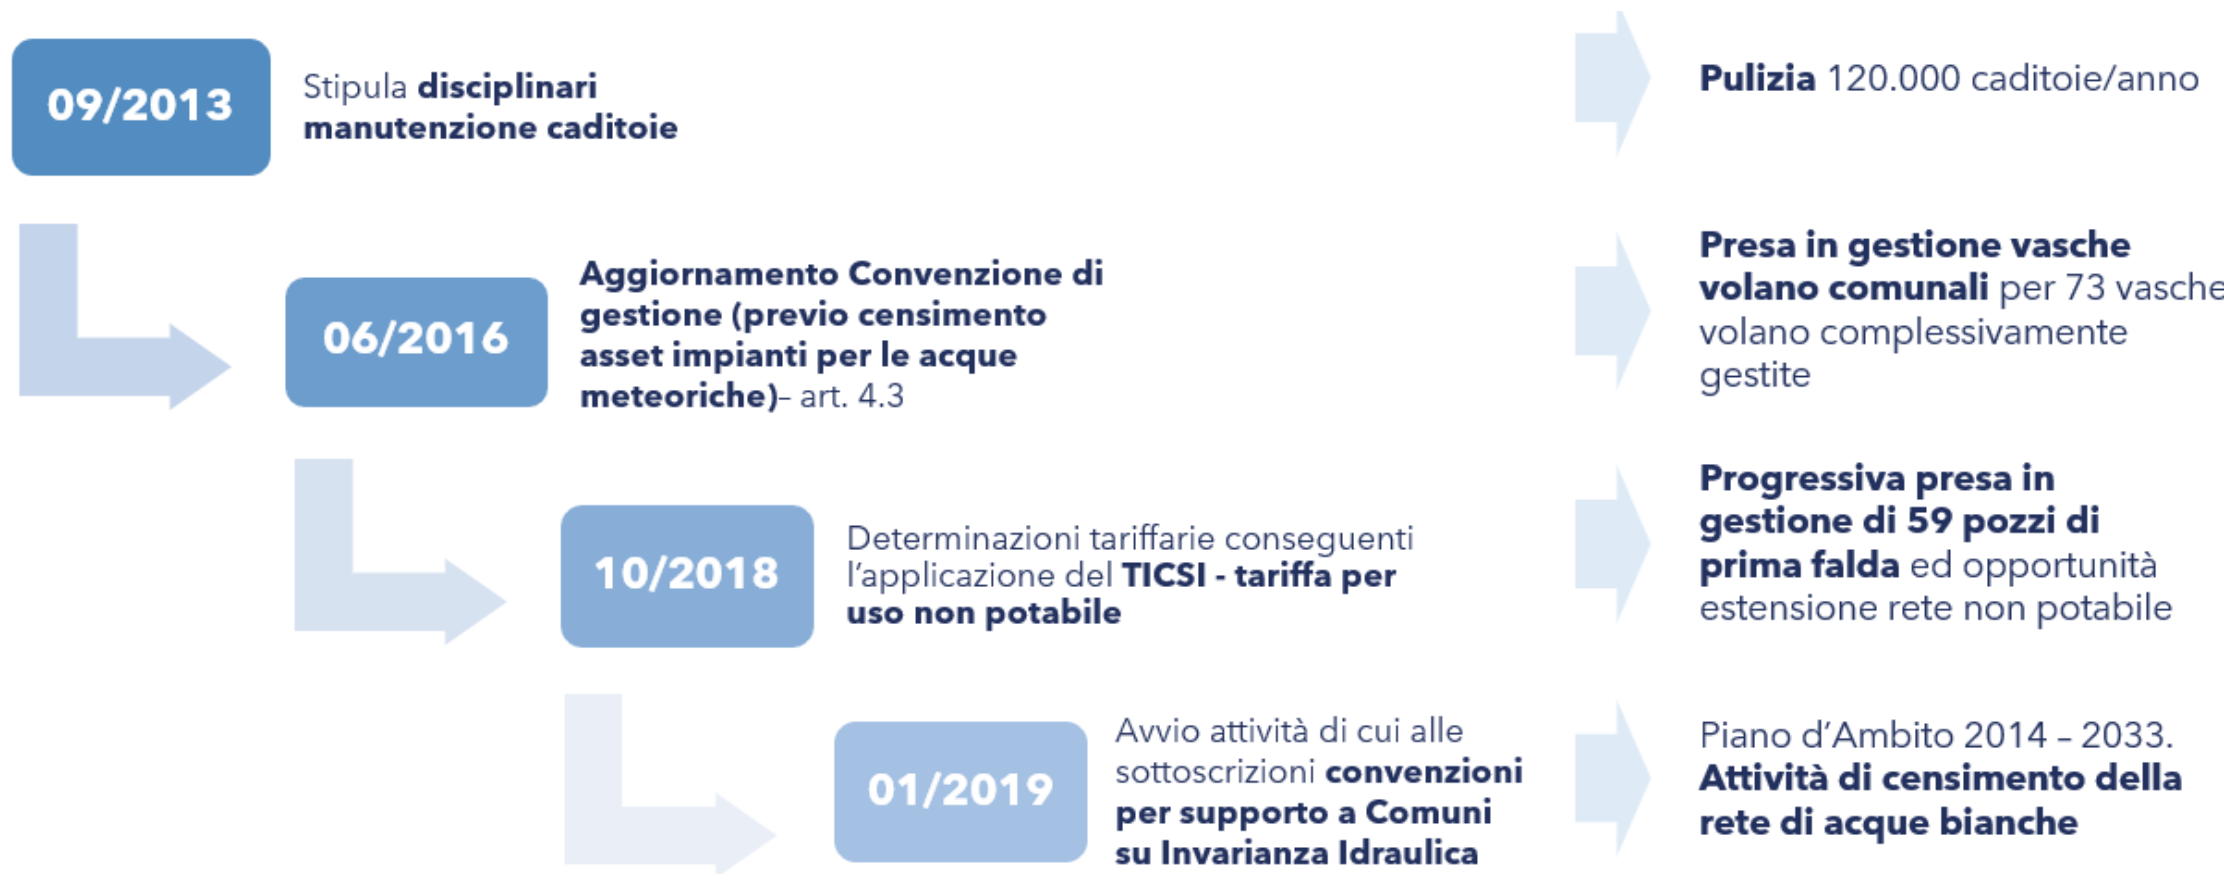 09/2013
Stipula disciplinari
manutenzione caditoie
Pulizia 120.000 caditoie/anno
06/2016
Aggiornamento Convenzione di
gestione (previo censimento
asset impianti per le acque
meteoriche)– art. 4.3
Presa in gestione vasche
volano comunali per 73 vasche
volano complessivamente
gestite
10/2018
Determinazioni tariffarie conseguenti
l'applicazione del TICSI - tariffa per
uso non potabile
Progressiva presa in
gestione di 59 pozzi di
prima falda ed opportunità
estensione rete non potabile
01/2019
Avvio attività di cui alle
sottoscrizioni convenzioni
per supporto a Comuni
su Invarianza Idraulica
Piano d'Ambito 2014 – 2033.
Attività di censimento della
rete di acque bianche